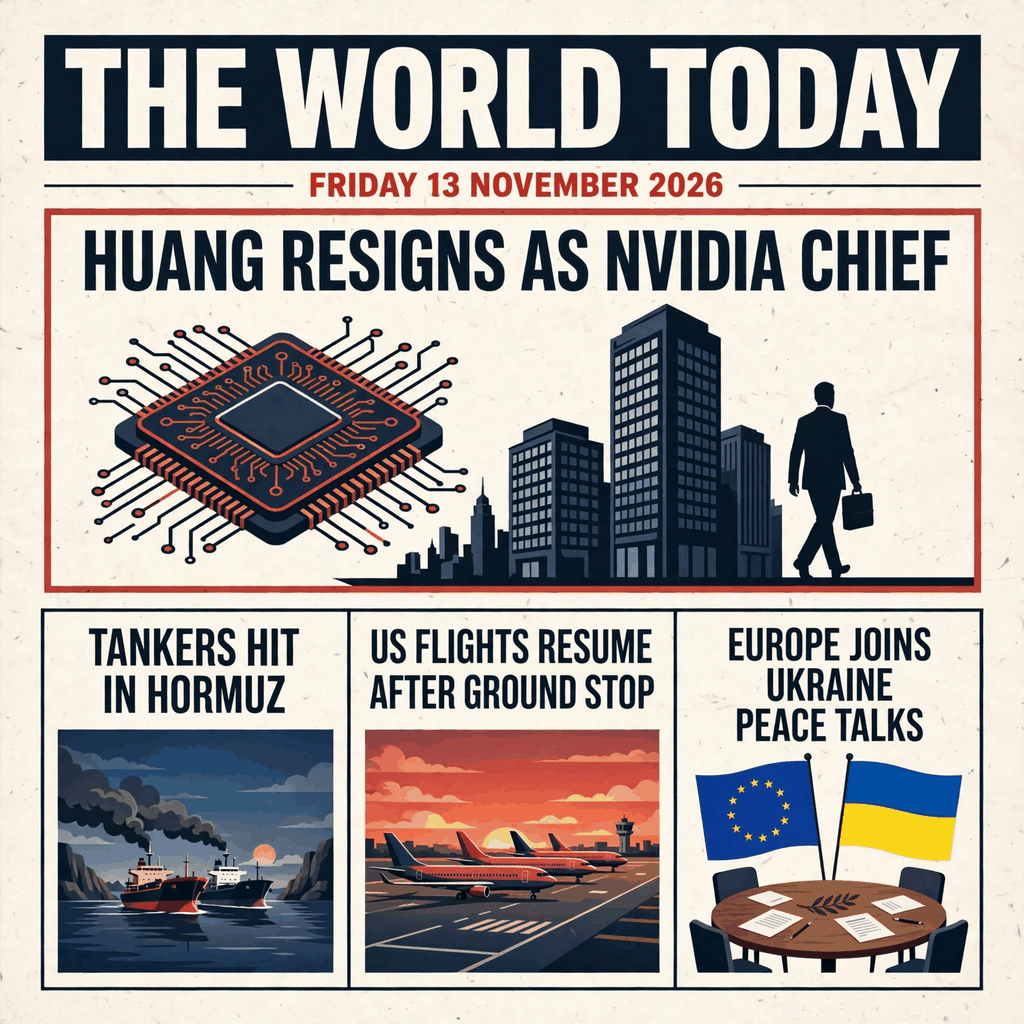 THE WORLD TODAY
FRIDAY 13 NOVEMBER 2026
HUANG RESIGNS AS NVIDIA CHIEF
TANKERS HIT
IN HORMUZ
US FLIGHTS RESUME
AFTER GROUND STOP
EUROPE JOINS
UKRAINE
PEACE TALKS